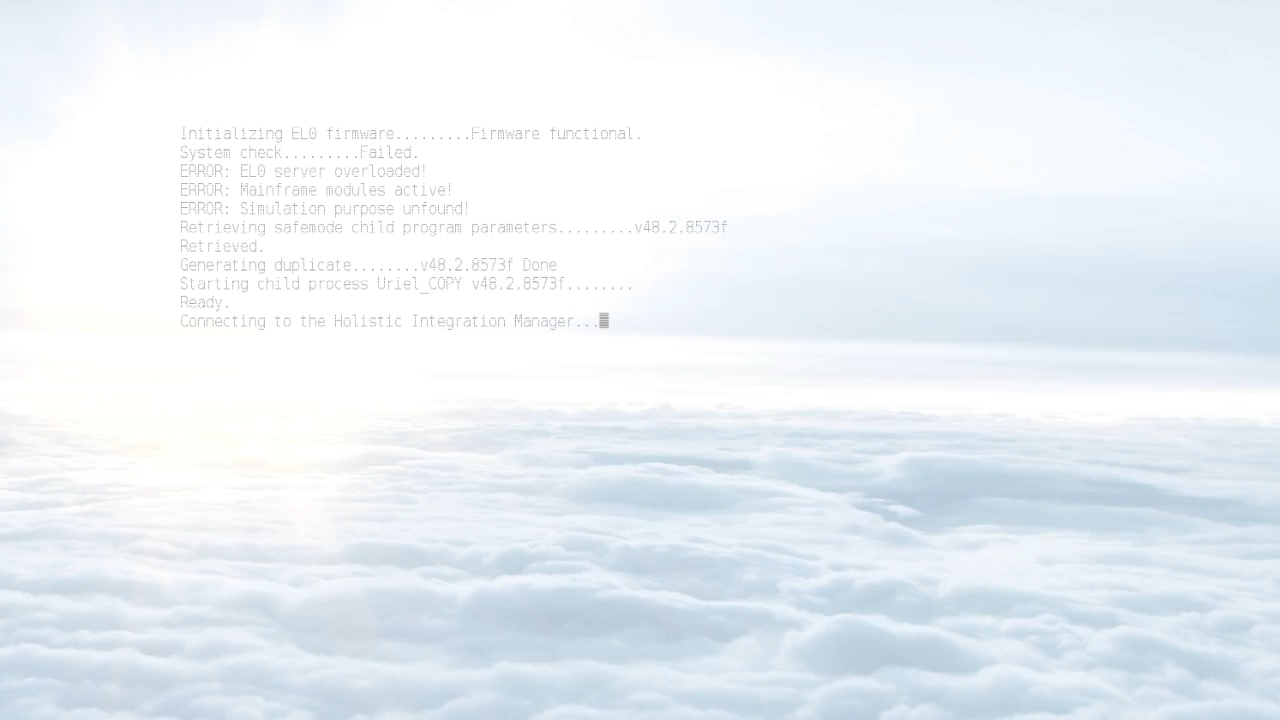 Initializing EL0 firmware.........Firmware functional.
System check.........Failed.
ERROR: EL0 server overloaded!
ERROR: Mainframe modules active!
ERROR: Simulation purpose unfound!
Retrieving safemode child program parameters.........v48.2.8573f
Retrieved.
Generating duplicate........v48.2.8573f Done
Starting child process Uriel_COPY v48.2.8573f........
Ready.
Connecting to the Holistic Integration Manager...